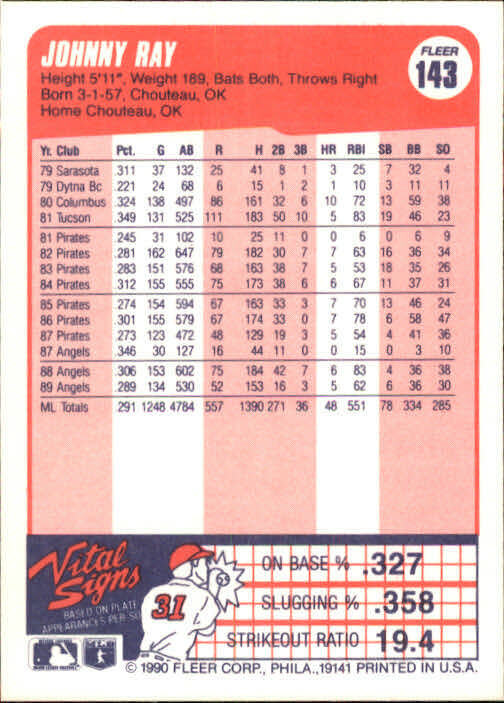 JOHNNY RAY
FLEER
143
Height 5'11", Weight 189, Bats Both, Throws Right
Born 3-1-57, Chouteau, OK
Home Chouteau, OK
Yr. Club Pct. G AB R H 2B 3B HR RBI SB BB SO
79 Sarasota .311 37 132 25 41 8 1 3 25 7 32 4
79 Dytna Bc .221 24 68 6 15 1 2 1 10 3 11 11
80 Columbus .324 138 497 86 161 32 6 10 72 13 59 38
81 Tucson .349 131 525 111 183 50 10 5 83 19 46 23
81 Pirates .245 31 102 10 25 11 0 0 6 0 6 9
82 Pirates .281 162 647 79 182 30 7 7 63 16 36 34
83 Pirates .283 151 576 68 163 38 7 5 53 18 35 26
84 Pirates .312 155 555 75 173 38 6 6 67 11 37 31
85 Pirates .274 154 594 67 163 33 3 7 70 13 46 24
86 Pirates .301 155 579 67 174 33 0 7 78 6 58 47
87 Pirates .273 123 472 48 129 19 3 5 54 4 41 36
87 Angels .346 30 127 16 44 11 0 0 15 0 3 10
88 Angels .306 153 602 75 184 42 7 6 83 4 36 38
89 Angels .289 134 530 52 153 16 3 5 62 6 36 30
ML Totals .291 1248 4784 557 1390 271 36 48 551 78 334 285
Vital
Signs
BASED ON PLATE
APPEARANCES PER SO
31
ON BASE % .327
SLUGGING % .358
STRIKEOUT RATIO 19.4
© 1990 FLEER CORP., PHILA., 19141 PRINTED IN U.S.A.